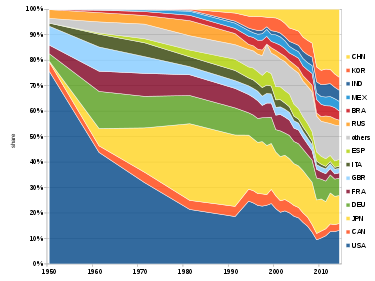 100%
90%
80%
70%
60%
50%
40%
30%
20%
10%
0%
share
1950
1960
1970
1980
1990
2000
2010
CHN
KOR
IND
MEX
BRA
RUS
others
ESP
ITA
GBR
FRA
DEU
JPN
CAN
USA